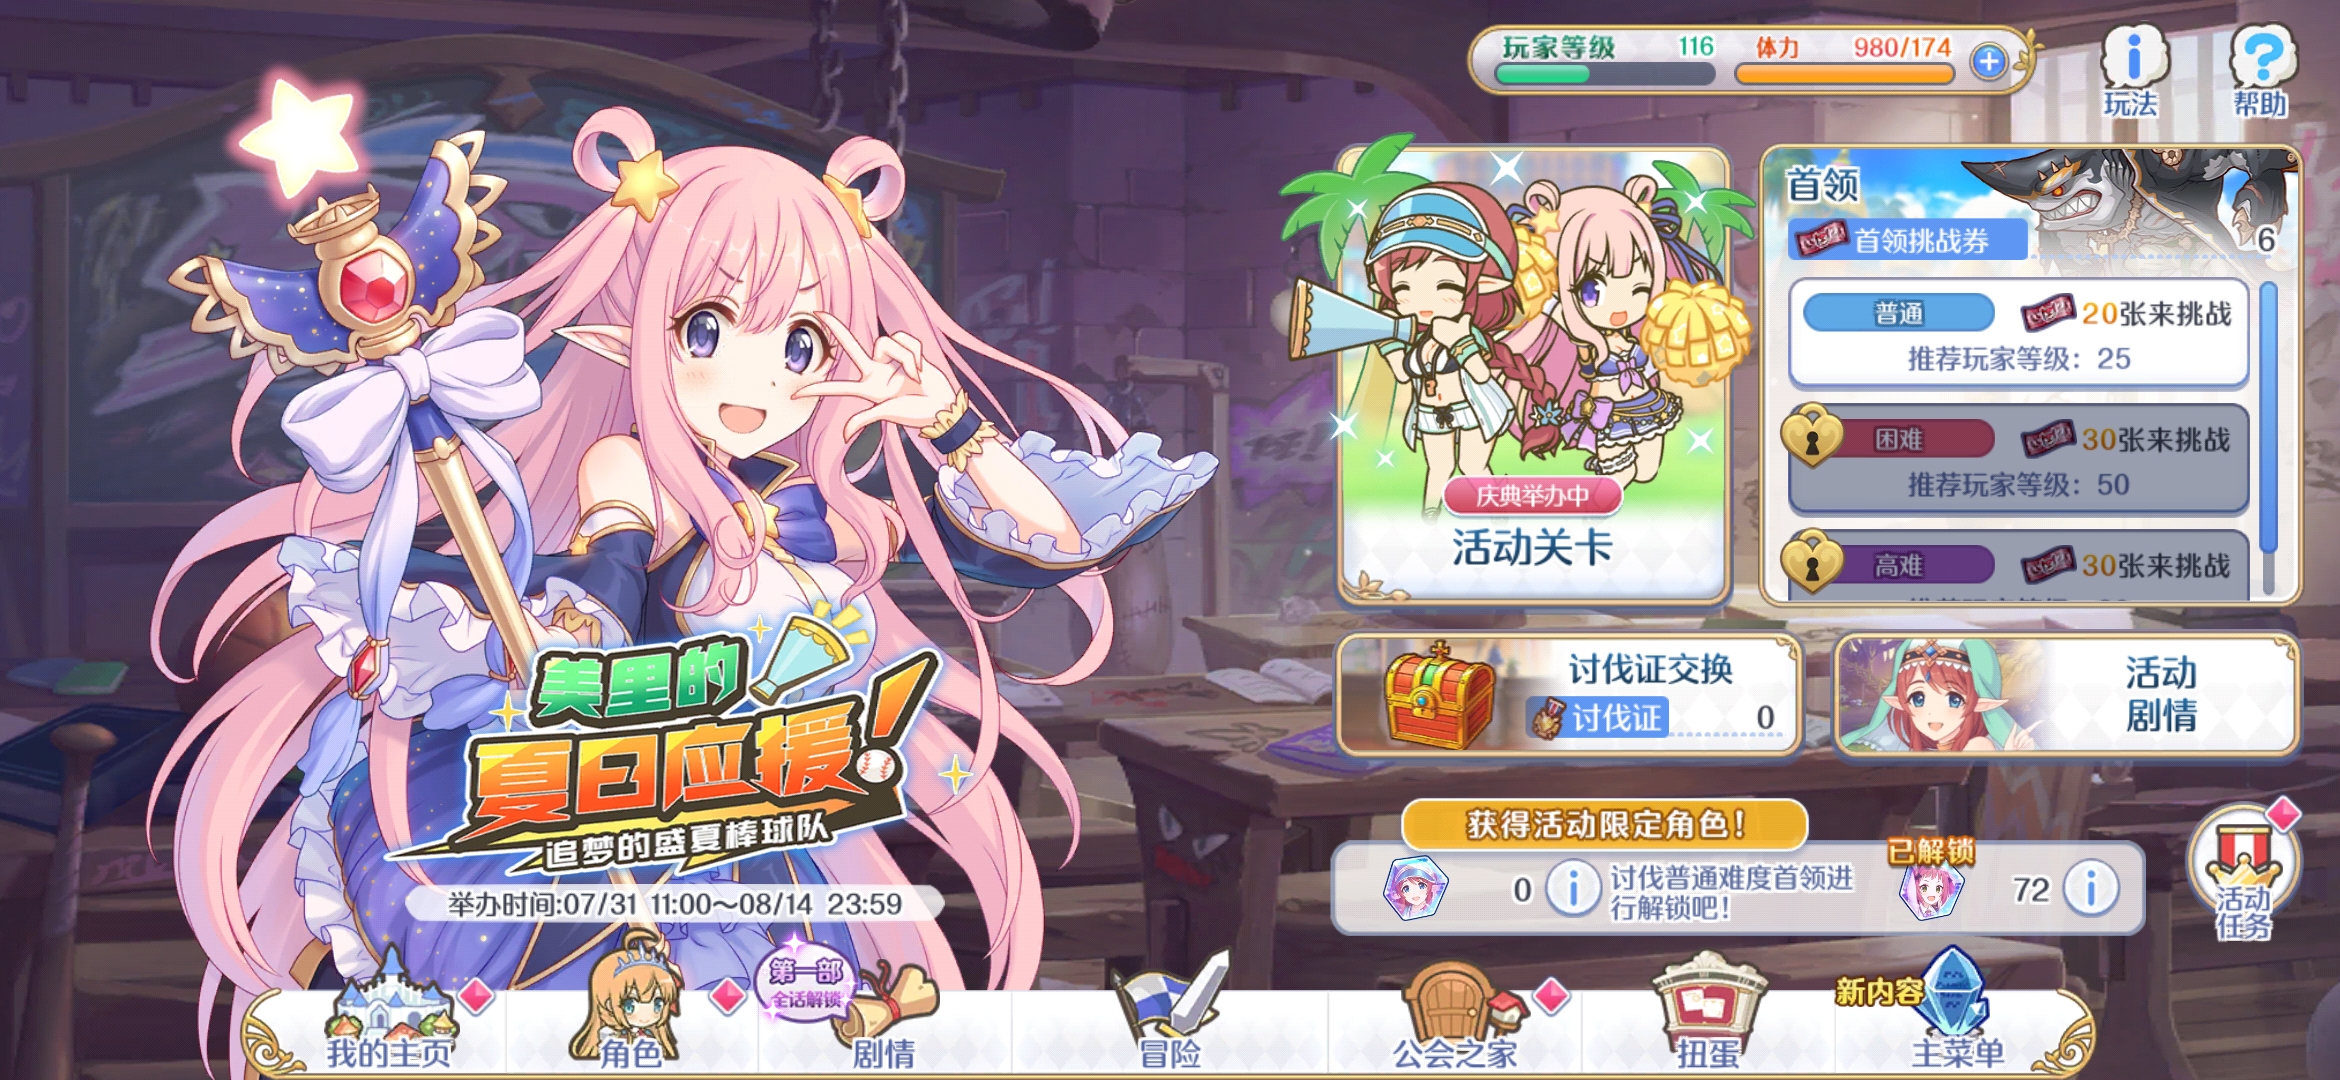 玩家等级 116 体力 980/174
玩法
帮助
首领
首领挑战券 6
普通 20张来挑战
推荐玩家等级：25
困难 30张来挑战
推荐玩家等级：50
高难 30张来挑战
庆典举办中
活动关卡
讨伐证交换
讨伐证 0
活动
剧情
美里的
夏日应援！
追梦的盛夏棒球队
举办时间:07/31 11:00～08/14 23:59
获得活动限定角色！
0 讨伐普通难度首领进
行解锁吧！
已解锁
72
活动
任务
我的主页
角色
第一部
全话解锁
剧情
冒险
公会之家
扭蛋
新内容
主菜单